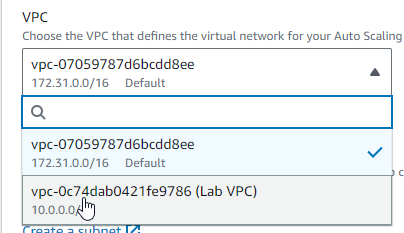 VPC
Choose the VPC that defines the virtual network for your Auto Scaling
vpc-07059787d6bcdd8ee
172.31.0.0/16 Default
vpc-07059787d6bcdd8ee
172.31.0.0/16 Default
vpc-0c74dab0421fe9786 (Lab VPC)
10.0.0.0/
Create a subnet